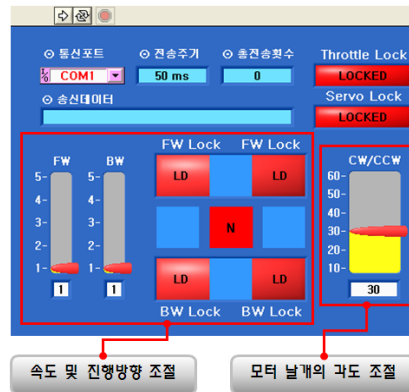 통신포트 전송주기 총전송횟수 Throttle Lock
I/O COM1 50 ms 0 LOCKED
송신데이터 Servo Lock
LOCKED
FW Lock FW Lock
FW BW CW/CCW
LD LD
5- 5- 60-
4- 4- 50-
3- 3- 40-
N
2- 2- 30-
1- 1- 20-
10-
LD LD
1 1 30
BW Lock BW Lock
속도 및 진행방향 조절 모터 날개의 각도 조절